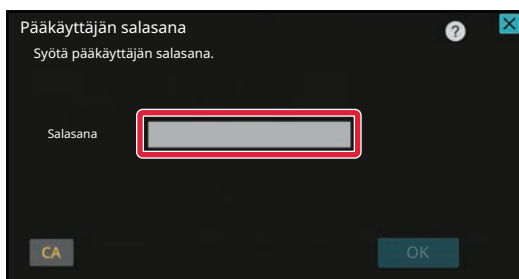 Pääkäyttäjän salasana
?
Syötä pääkäyttäjän salasana.
Salasana
CA
OK